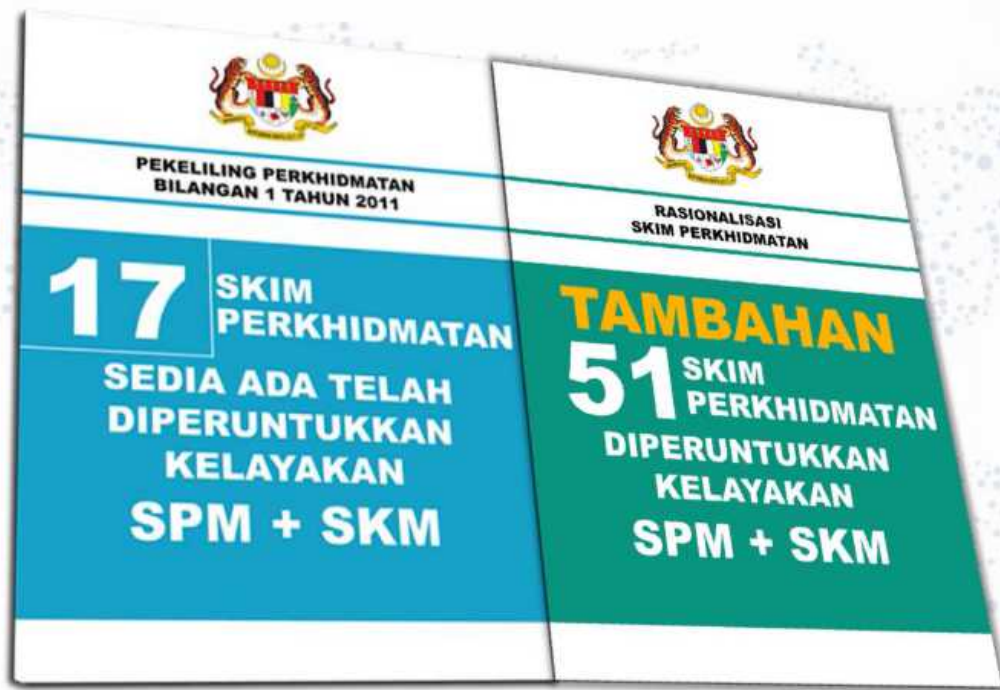 PEKELILING PERKHIDMATAN
BILANGAN 1 TAHUN 2011
17 SKIM
PERKHIDMATAN
SEDIA ADA TELAH
DIPERUNTUKKAN
KELAYAKAN
SPM + SKM
RASIONALISASI
SKIM PERKHIDMATAN
TAMBAHAN
51 SKIM
PERKHIDMATAN
DIPERUNTUKKAN
KELAYAKAN
SPM + SKM